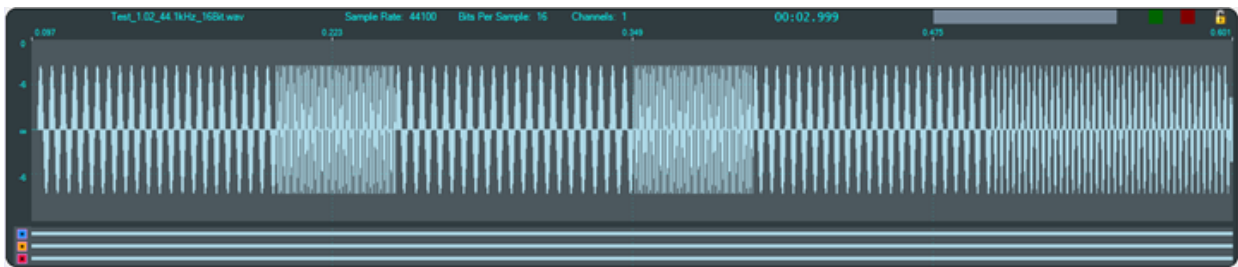 Test_1.02_44.1kHz_16Bit.wav Sample Rate: 44100 Bits Per Sample: 16 Channels: 1 00:02.999
0.097 0.223 0.349 0.475 0.601
0
-6
∞
-6